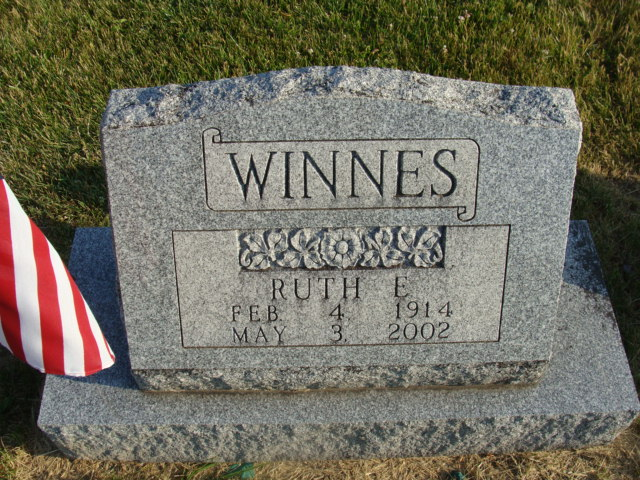 WINNES
RUTH E.
FEB. 4, 1914
MAY 3, 2002